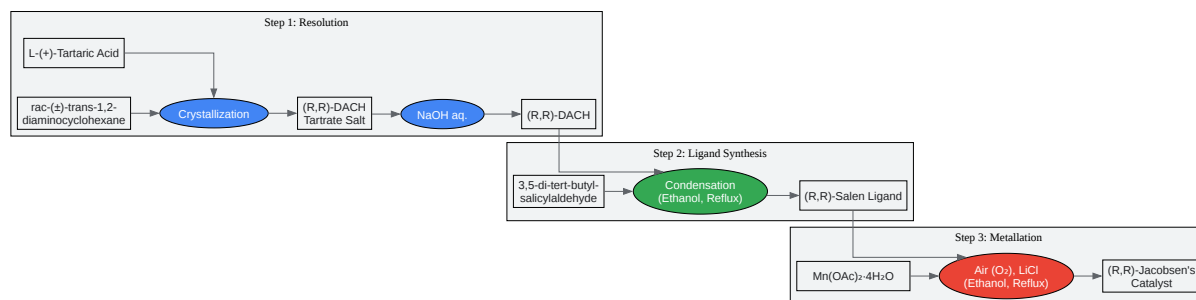 Step 1: Resolution
L-(+)-Tartaric Acid
rac-(±)-trans-1,2-
diaminocyclohexane
Crystallization
(R,R)-DACH
Tartrate Salt
NaOH aq.
(R,R)-DACH
Step 2: Ligand Synthesis
3,5-di-tert-butyl-
salicylaldehyde
Condensation
(Ethanol, Reflux)
(R,R)-Salen Ligand
Step 3: Metallation
Mn(OAc)₂·4H₂O
Air (O₂), LiCl
(Ethanol, Reflux)
(R,R)-Jacobsen's
Catalyst